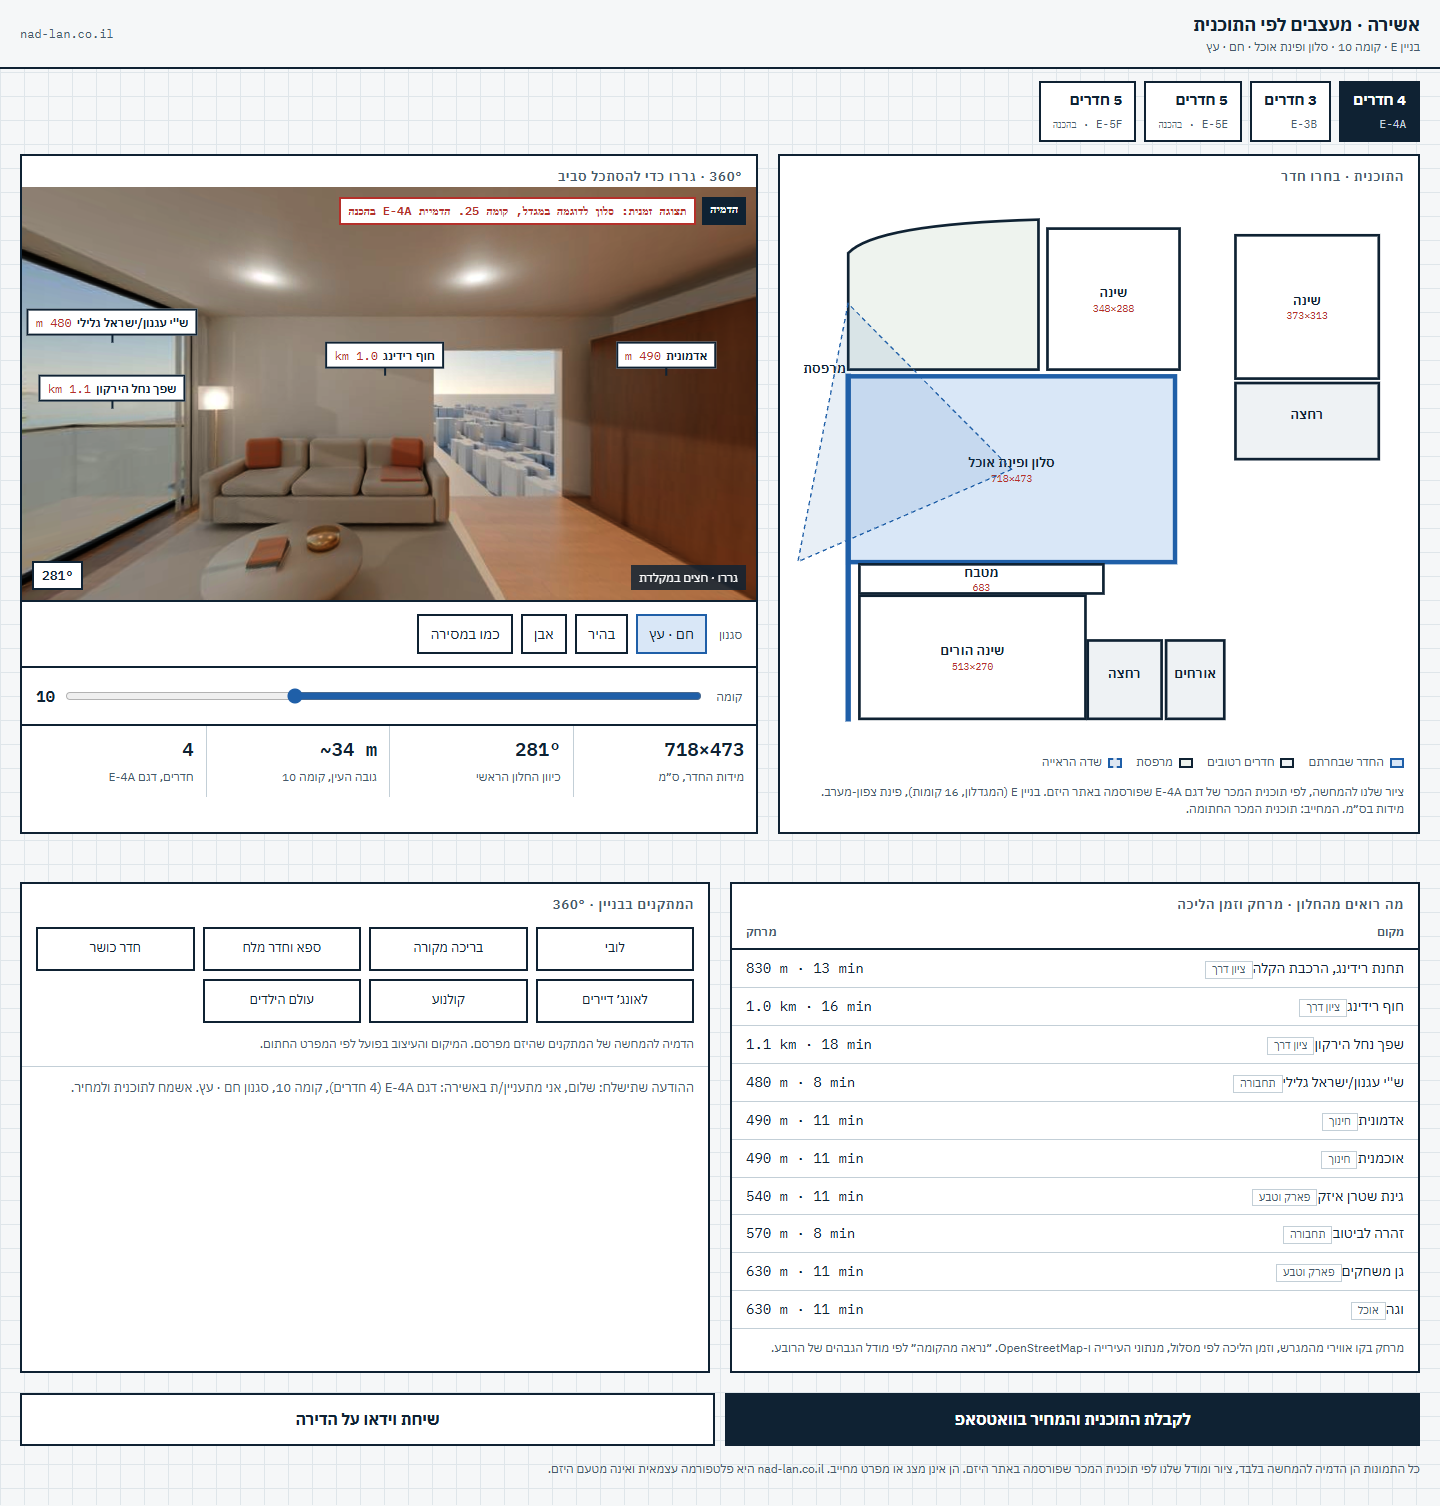 אשירה · מעצבים לפי התוכנית
בניין E · קומה 10 · סלון ופינת אוכל · חם · עץ
nad-lan.co.il
4 חדרים
E-4A
3 חדרים
E-3B
5 חדרים
E-5E · בהכנה
5 חדרים
E-5F · בהכנה
התוכנית · בחרו חדר
שינה
348×288
שינה
373×313
מרפסת
רחצה
סלון ופינת אוכל
718×473
מטבח
683
שינה הורים
513×270
רחצה
אורחים
החדר שבחרתם
חדרים רטובים
מרפסת
שדה הראייה
ציור שלנו להמחשה, לפי תוכנית המכר של דגם E-4A שפורסמה באתר היזם. בניין E (המגדלון, 16 קומות), פינת צפון-מערב.
מידות בס״מ. המחייב: תוכנית המכר החתומה.
360° · גררו כדי להסתכל סביב
הדמיה
תצוגה זמנית: סלון לדוגמה במגדל, קומה 25. הדמיית E-4A בהכנה
ש"י עגנון/ישראל גלילי 480 m
חוף רידינג 1.0 km
אדמונית 490 m
שפך נחל הירקון 1.1 km
281°
גררו · חצים במקלדת
סגנון
חם · עץ
בהיר
אבן
כמו במסירה
קומה
10
718×473
מידות החדר, ס״מ
281°
כיוון החלון הראשי
~34 m
גובה העין, קומה 10
4
חדרים, דגם E-4A
מה רואים מהחלון · מרחק וזמן הליכה
מקום
מרחק
תחנת רידינג, הרכבת הקלה ציון דרך 830 m · 13 min
חוף רידינג ציון דרך 1.0 km · 16 min
שפך נחל הירקון ציון דרך 1.1 km · 18 min
ש"י עגנון/ישראל גלילי תחבורה 480 m · 8 min
אדמונית חינוך 490 m · 11 min
אוכמנית חינוך 490 m · 11 min
גינת שטרן איזק פארק וטבע 540 m · 11 min
זהרה לביטוב תחבורה 570 m · 8 min
גן משחקים פארק וטבע 630 m · 11 min
וגה אוכל 630 m · 11 min
מרחק בקו אווירי מהמגרש, וזמן הליכה לפי מסלול, מנתוני העירייה ו-OpenStreetMap. ״נראה מהקומה״ לפי מודל הגבהים של הרובע.
המתקנים בבניין · 360°
לובי
בריכה מקורה
ספא וחדר מלח
חדר כושר
לאונג׳ דיירים
קולנוע
עולם הילדים
הדמיה להמחשה של המתקנים שהיזם מפרסם. המיקום והעיצוב בפועל לפי המפרט החתום.
ההודעה שתישלח: שלום, אני מתעניין/ת באשירה: דגם E-4A (4 חדרים), קומה 10, סגנון חם · עץ. אשמח לתוכנית ולמחיר.
לקבלת התוכנית והמחיר בוואטסאפ
שיחת וידאו על הדירה
כל התמונות הן הדמיה להמחשה בלבד, ציור ומודל שלנו לפי תוכנית המכר שפורסמה באתר היזם. הן אינן מצג או מפרט מחייב. nad-lan.co.il היא פלטפורמה עצמאית ואינה מטעם היזם.